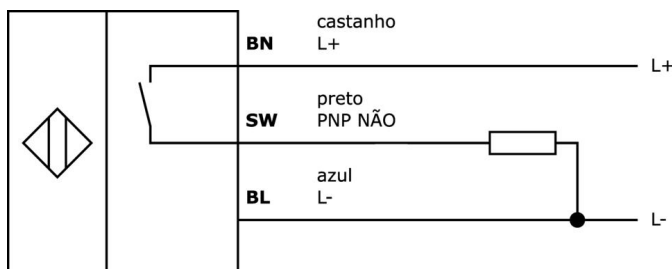 castanho
BN L+
L+
preto
SW PNP NÃO
azul
BL L-
L-